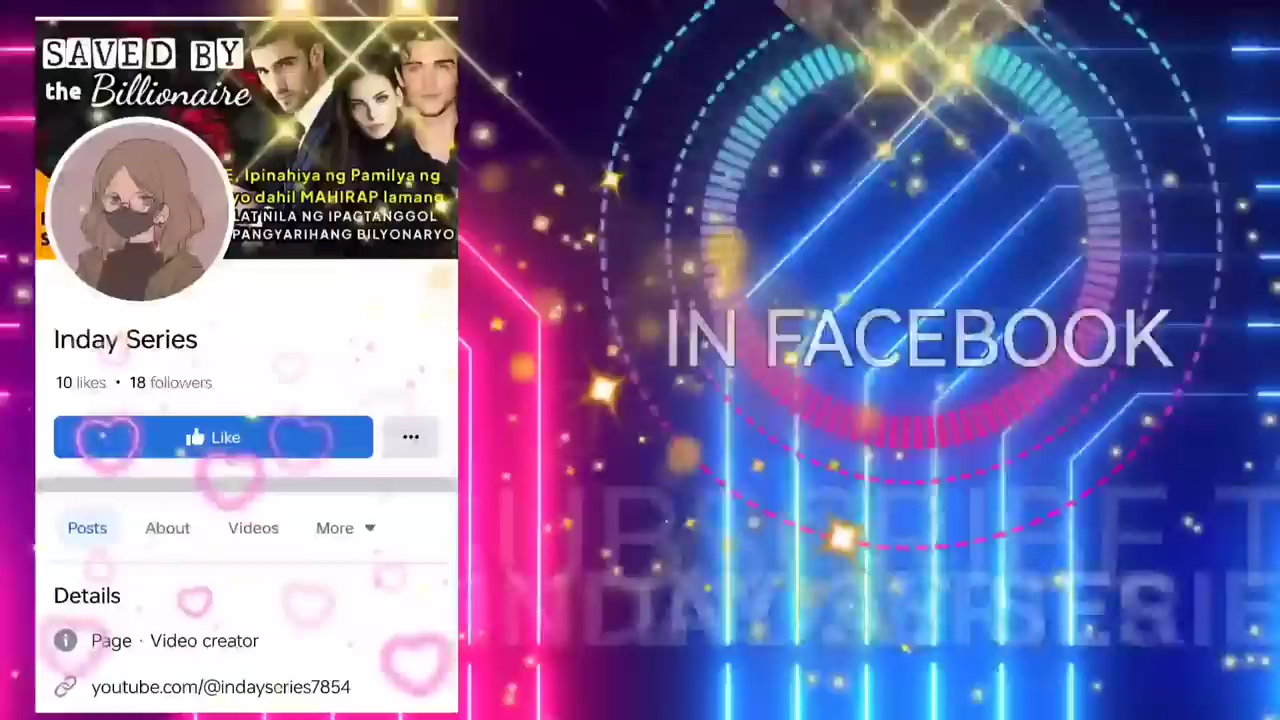 SAVED BY
the Billionaire
E, Ipinahiya ng Pamilya ng
yo dahil MAHIRAP lamang
NILA NG IPAGTANGGOL
PANGYARIHANG BILYONARYO
Inday Series
10 likes • 18 followers
Like
Posts About Videos More
Details
Page · Video creator
youtube.com/@indayseries7854
IN FACEBOOK